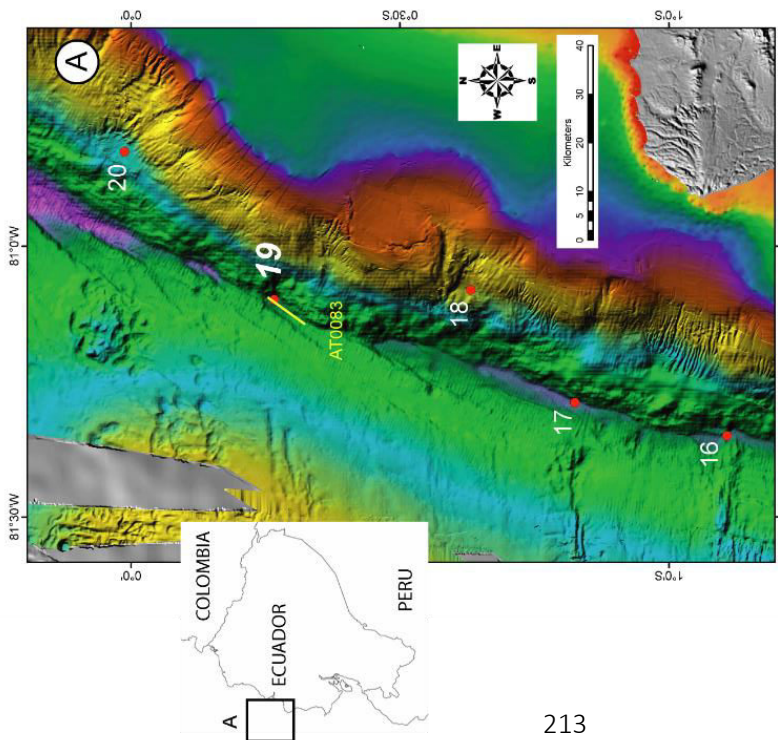 0°0'
0°30'S
1°0'S
A
N
E
S
W
40
30
20
10
5
0
Kilometers
20
81°0'W
19
AT0083
18
17
16
81°30'W
0°0'
1°0'S
COLOMBIA
ECUADOR
PERU
A
213